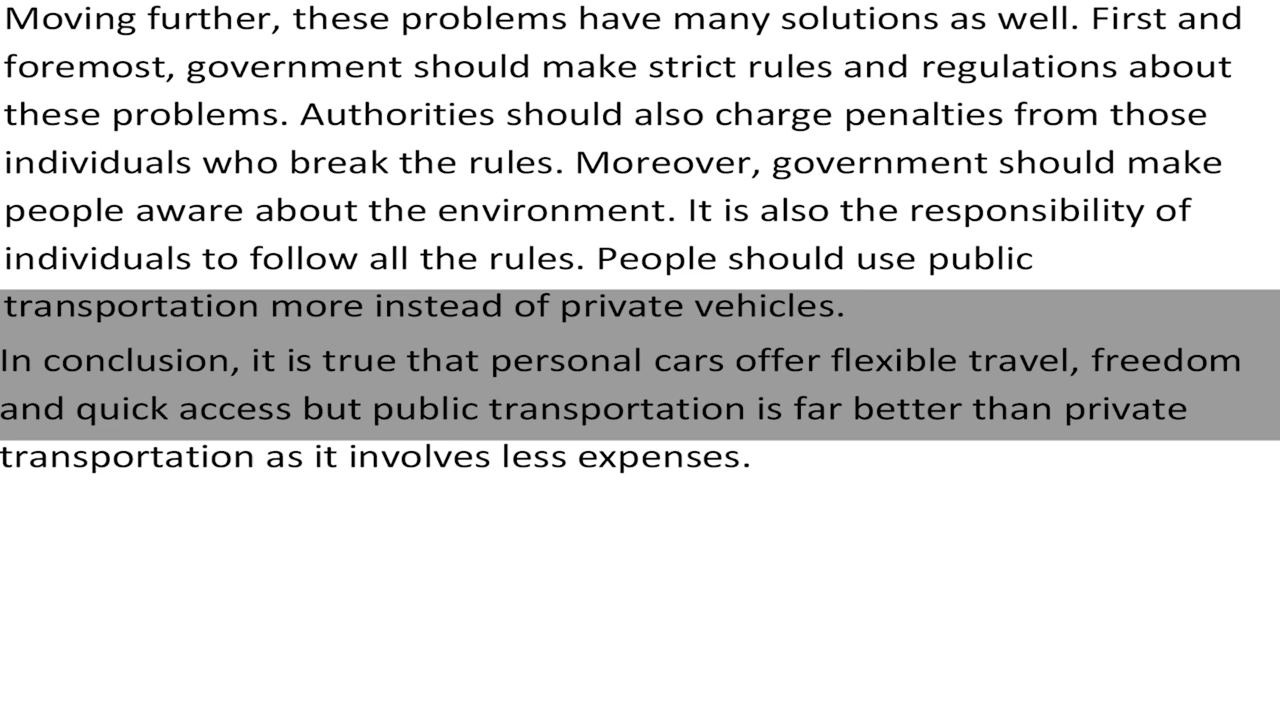 Moving further, these problems have many solutions as well. First and
foremost, government should make strict rules and regulations about
these problems. Authorities should also charge penalties from those
individuals who break the rules. Moreover, government should make
people aware about the environment. It is also the responsibility of
individuals to follow all the rules. People should use public
transportation more instead of private vehicles.
In conclusion, it is true that personal cars offer flexible travel, freedom
and quick access but public transportation is far better than private
transportation as it involves less expenses.